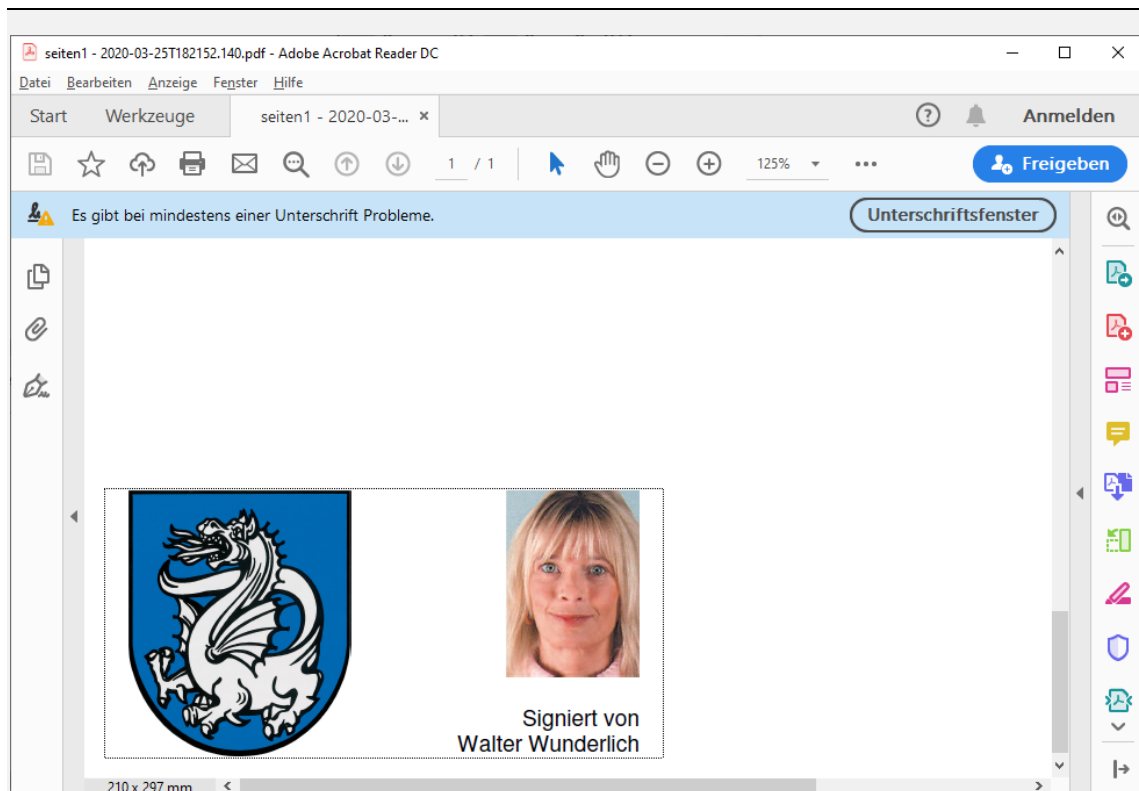 seiten1 - 2020-03-25T182152.140.pdf - Adobe Acrobat Reader DC
Datei Bearbeiten Anzeige Fenster Hilfe
Start Werkzeuge seiten1 - 2020-03-... × Anmelden
1 / 1 125% Freigeben
Es gibt bei mindestens einer Unterschrift Probleme. Unterschriftsfenster
Signiert von
Walter Wunderlich
210 x 297 mm